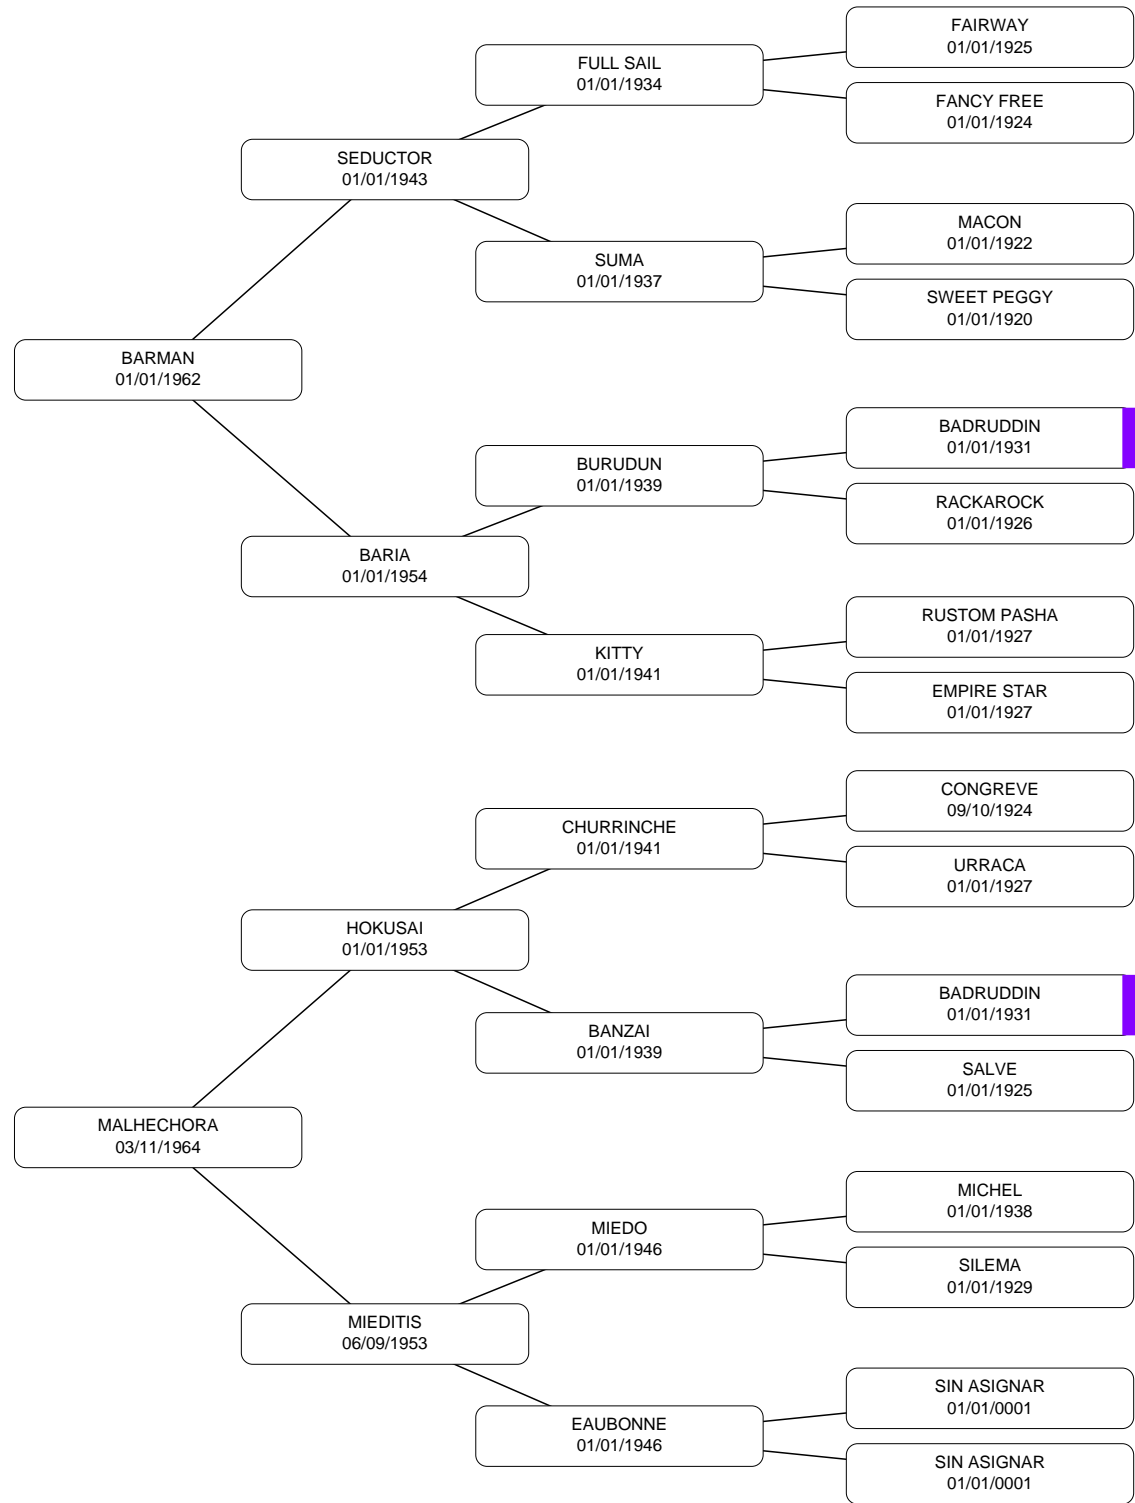 FAIRWAY
01/01/1925
FULL SAIL
01/01/1934
FANCY FREE
01/01/1924
SEDUCTOR
01/01/1943
MACON
01/01/1922
SUMA
01/01/1937
SWEET PEGGY
01/01/1920
BARMAN
01/01/1962
BADRUDDIN
01/01/1931
BURUDUN
01/01/1939
RACKAROCK
01/01/1926
BARIA
01/01/1954
RUSTOM PASHA
01/01/1927
KITTY
01/01/1941
EMPIRE STAR
01/01/1927
CONGREVE
09/10/1924
CHURRINCHE
01/01/1941
URRACA
01/01/1927
HOKUSAI
01/01/1953
BADRUDDIN
01/01/1931
BANZAI
01/01/1939
SALVE
01/01/1925
MALHECHORA
03/11/1964
MICHEL
01/01/1938
MIEDO
01/01/1946
SILEMA
01/01/1929
MIEDITIS
06/09/1953
SIN ASIGNAR
01/01/0001
EAUBONNE
01/01/1946
SIN ASIGNAR
01/01/0001